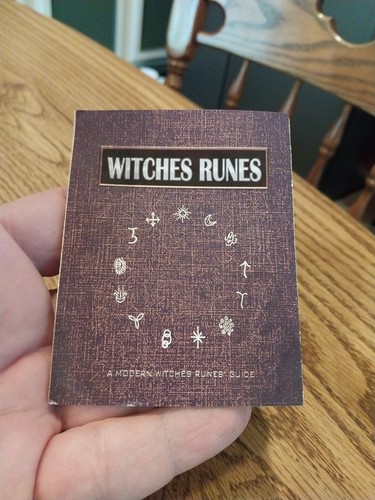 WITCHES RUNES
A MODERN WITCHES RUNES' GUIDE